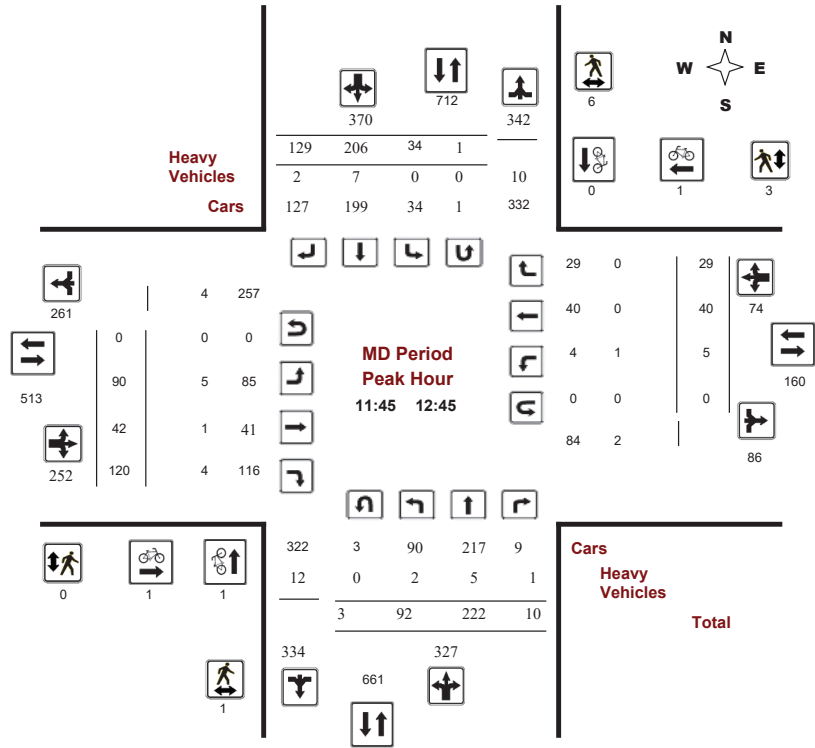 N
W E
S
712
6
370 342
129 206 34 1
Heavy
Vehicles
2 7 0 0 10
Cars
127 199 34 1 332
0 1 3
29 0 29
4 257
261
40 0 40 74
0 0 0
MD Period
Peak Hour
11:45 12:45
4 1 5
160
90 5 85
513
0 0 0
42 1 41
84 2
86
252
120 4 116
322 3 90 217 9
Cars
12 0 2 5 1
Heavy
Vehicles
0 1 1
3 92 222 10
Total
334 327
661
1